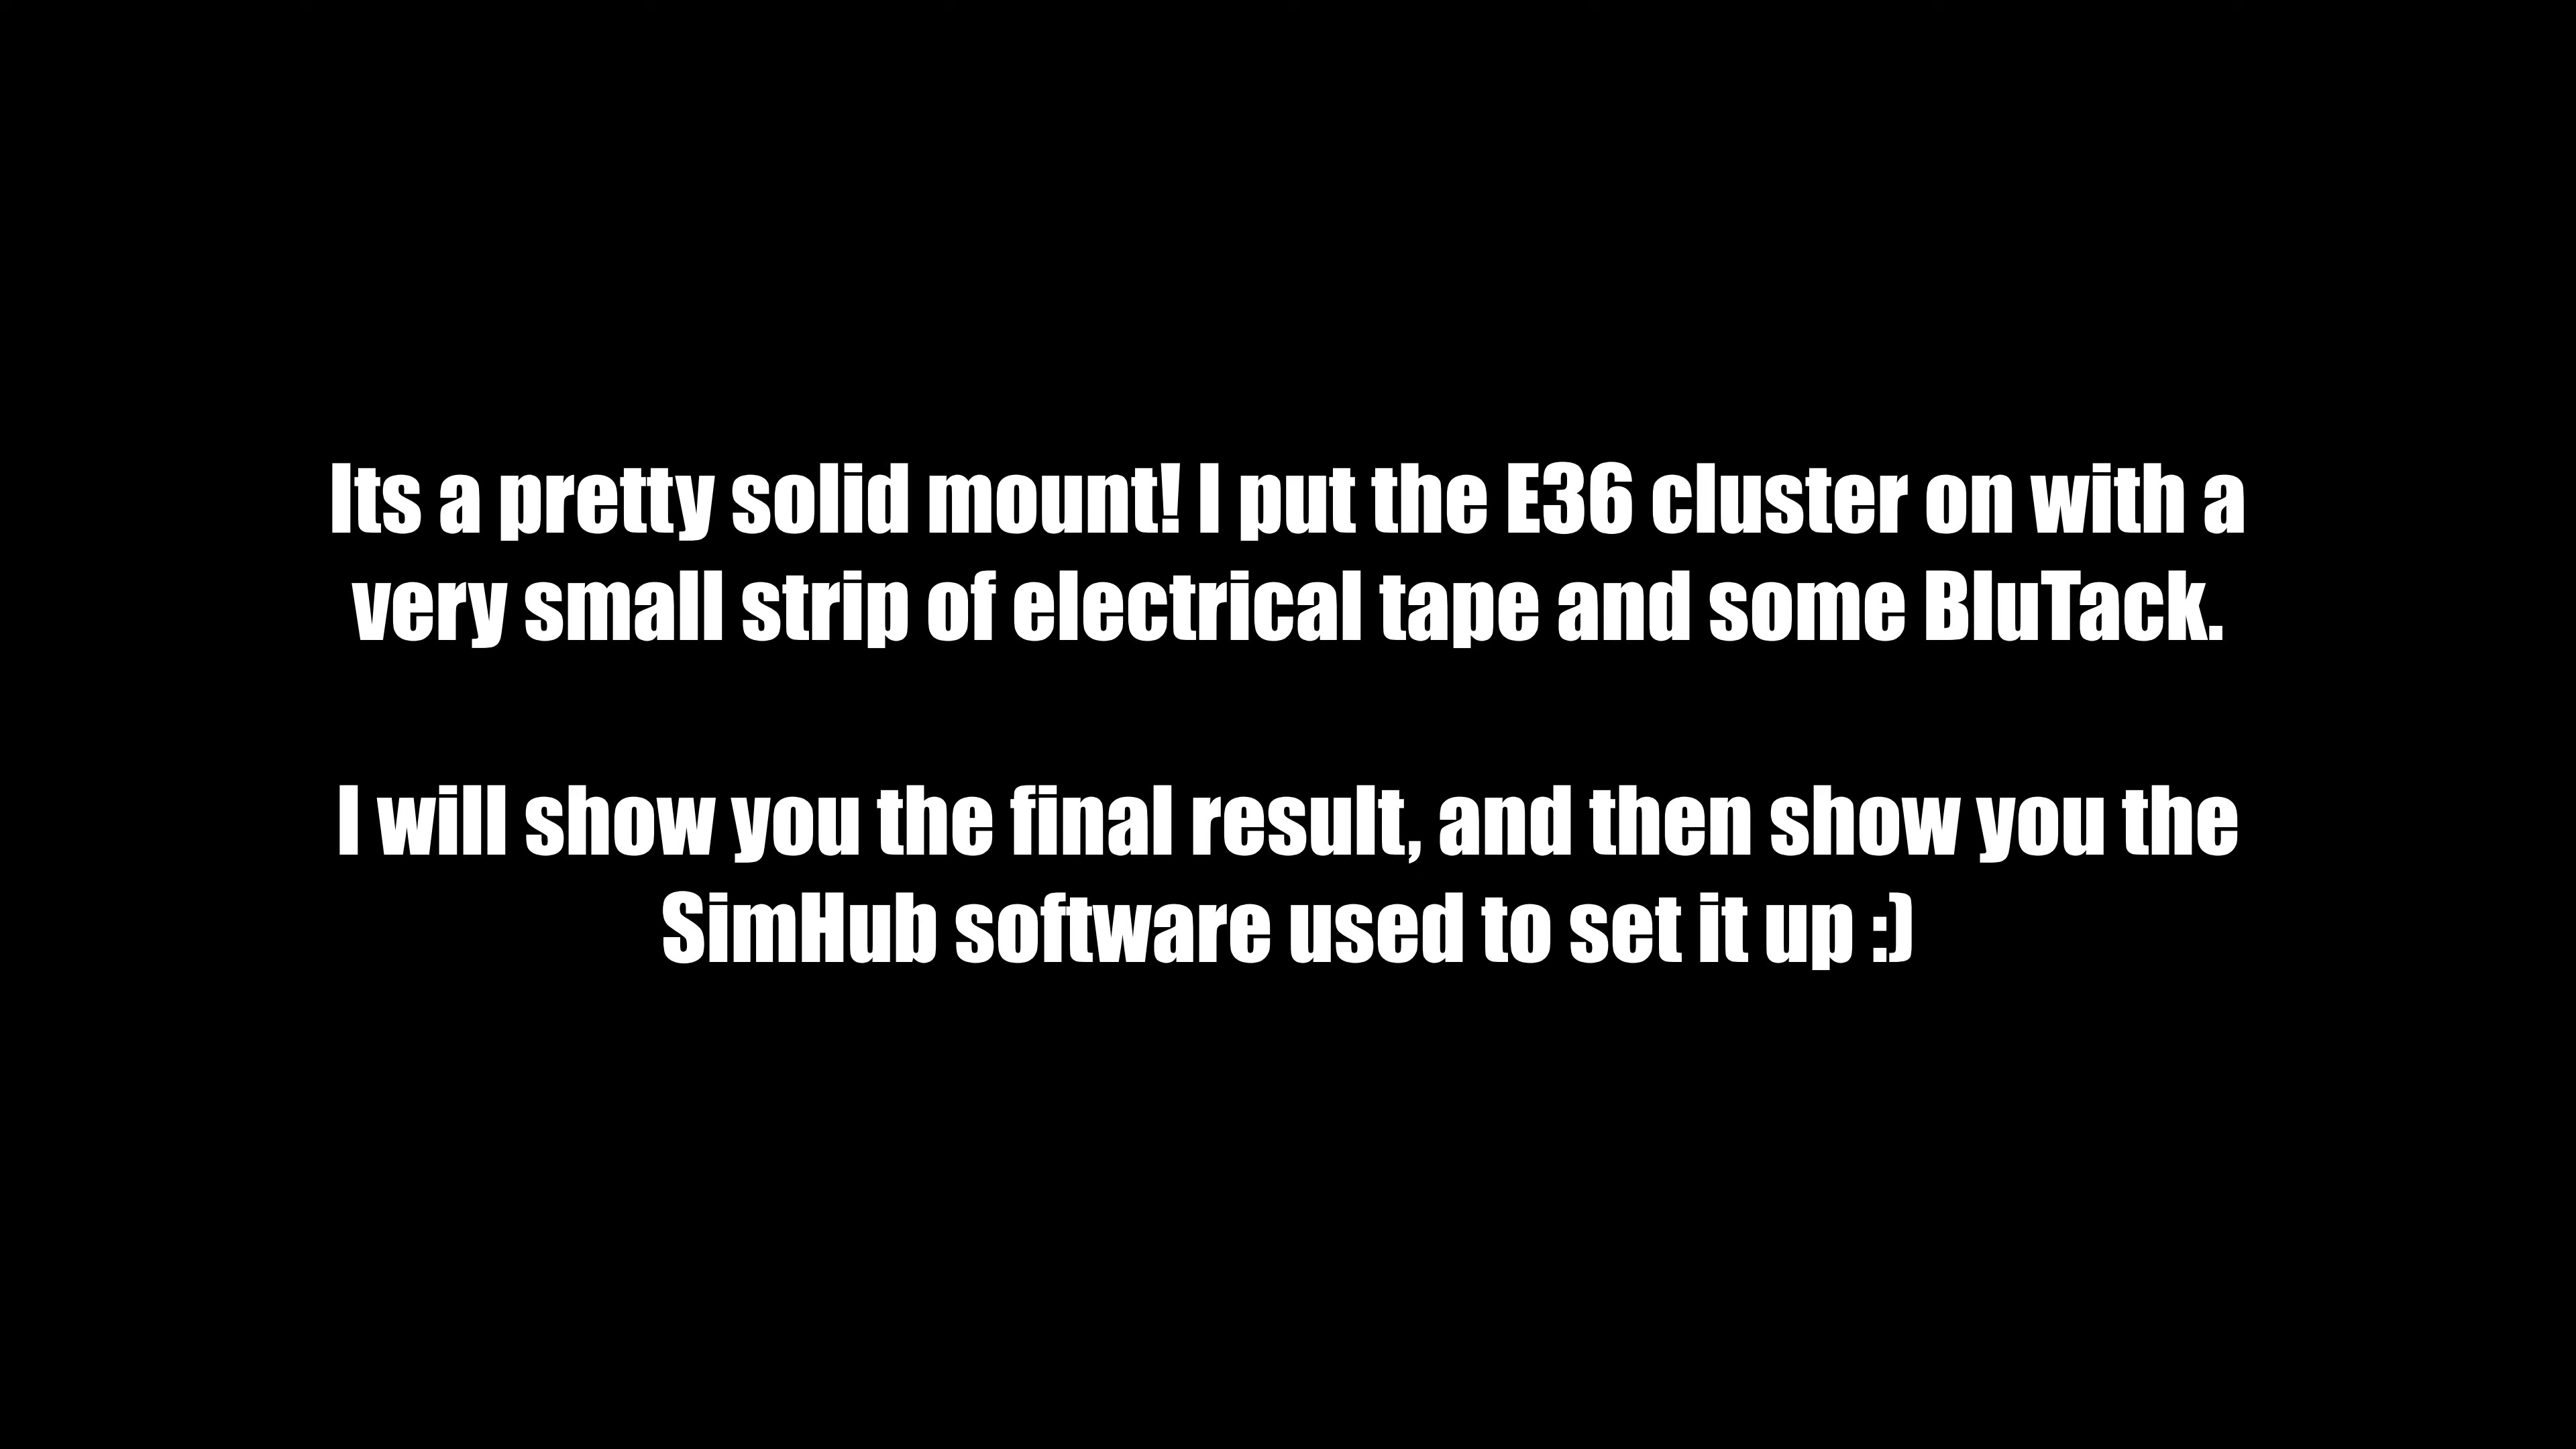 Its a pretty solid mount! I put the E36 cluster on with a
very small strip of electrical tape and some BluTack.
I will show you the final result, and then show you the
SimHub software used to set it up :)